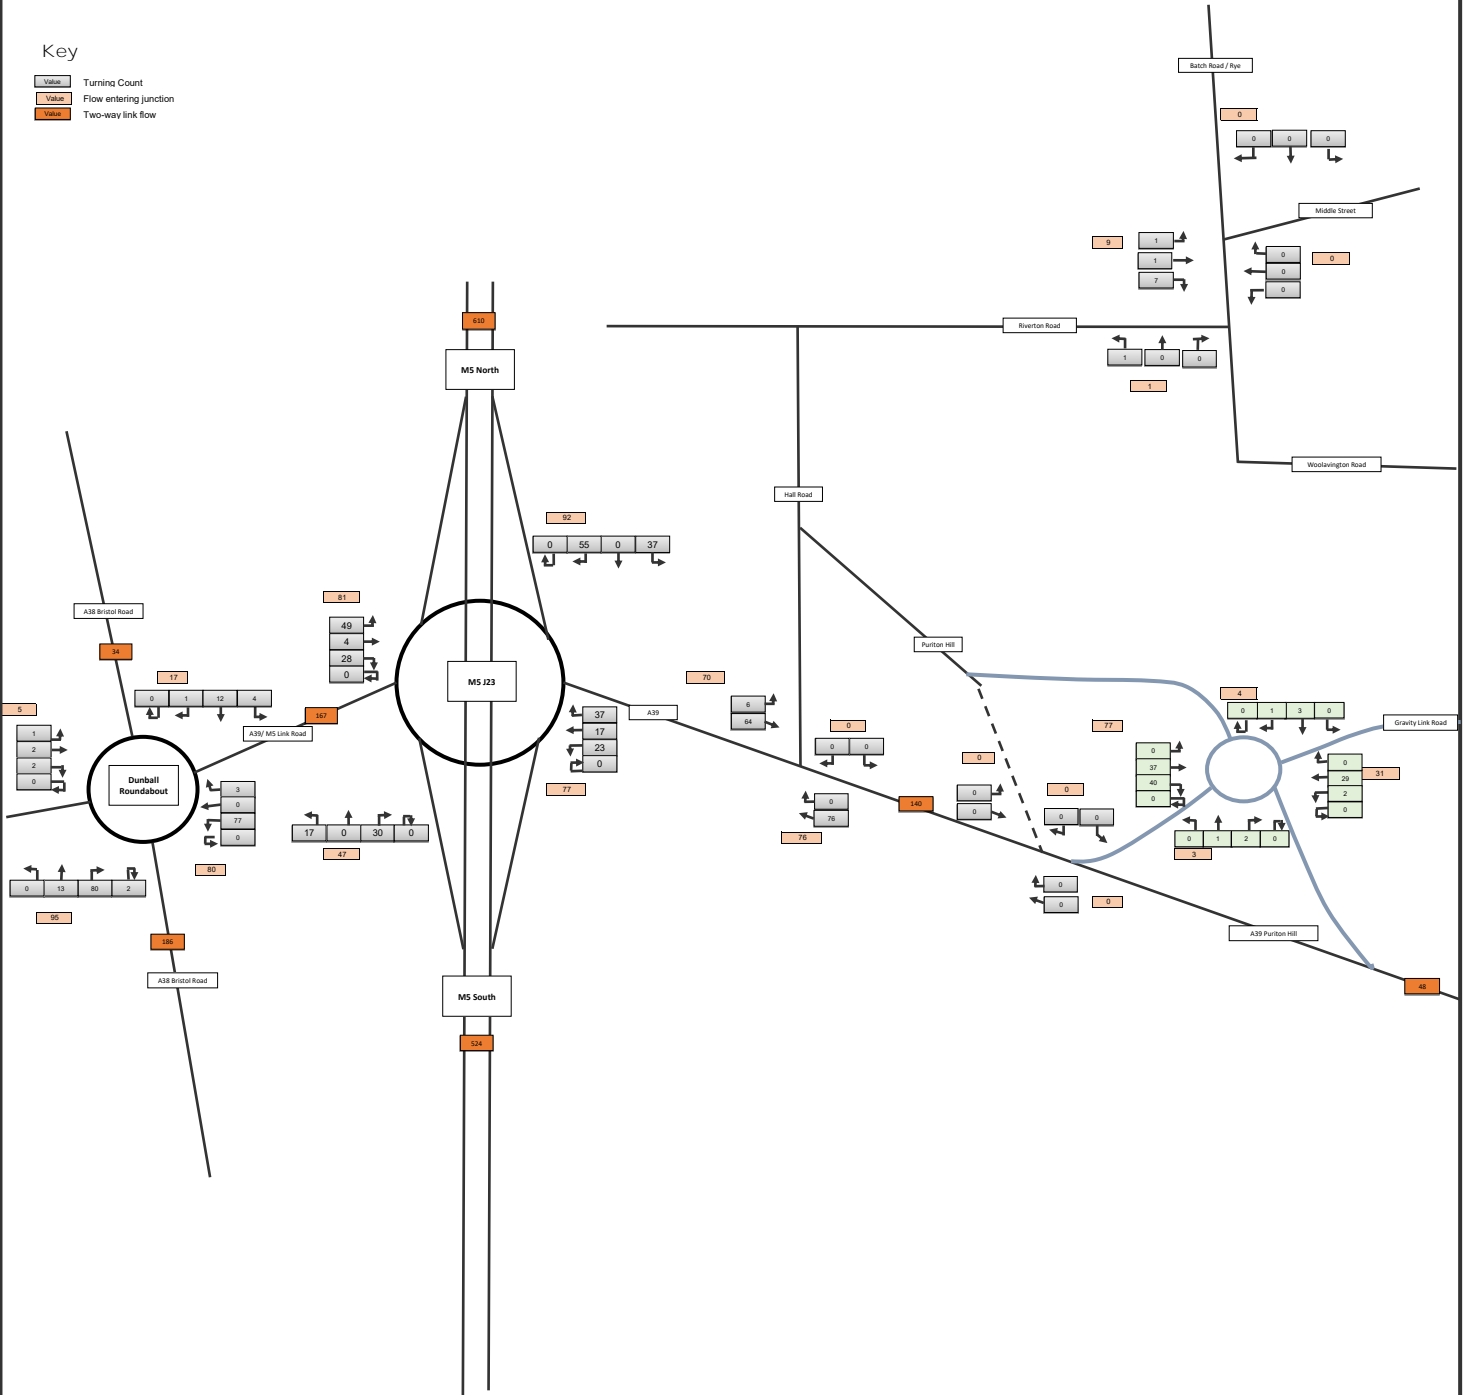 Key
Value Turning Count
Value Flow entering junction
Value Two-way link flow
Batch Road / Rye
0
0 0 0
Middle Street
9
1
1
7
0
0
0
0
Riverton Road
1 0 0
1
Woolavington Road
610
M5 North
Hall Road
92
0 55 0 37
81
49
4
28
0
A38 Bristol Road
34
17
0 1 12 4
5
1
2
2
0
167
A39/ M5 Link Road
M5 J23
37
17
23
0
77
A39
70
6
64
Puriton Hill
0
0 0
0
76
76
140
0
0
0
0
0 0
0
0
0
77
0
37
40
0
4
0 1 3 0
Gravity Link Road
0
29
2
0
31
0 1 2 0
3
Dunball
Roundabout
3
0
77
0
80
17 0 30 0
47
0 13 80 2
95
186
A38 Bristol Road
M5 South
524
A39 Puriton Hill
48